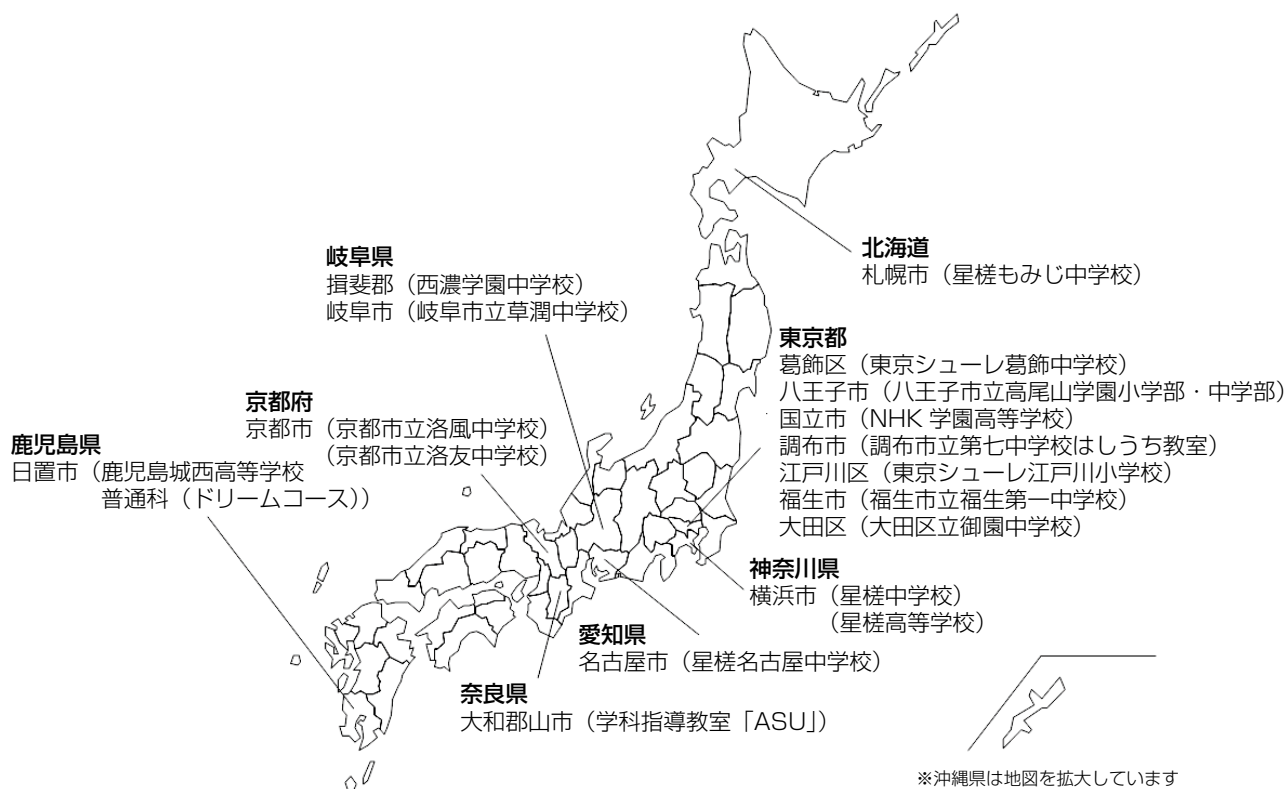 北海道
札幌市（星槎もみじ中学校）
岐阜県
揖斐郡（西濃学園中学校）
岐阜市（岐阜市立草潤中学校）
東京都
葛飾区（東京シューレ葛飾中学校）
八王子市（八王子市立高尾山学園小学部・中学部）
国立市（NHK 学園高等学校）
調布市（調布市立第七中学校はしうち教室）
江戸川区（東京シューレ江戸川小学校）
福生市（福生市立福生第一中学校）
大田区（大田区立御園中学校）
京都府
京都市（京都市立洛風中学校）
（京都市立洛友中学校）
鹿児島県
日置市（鹿児島城西高等学校
普通科（ドリームコース））
神奈川県
横浜市（星槎中学校）
（星槎高等学校）
愛知県
名古屋市（星槎名古屋中学校）
奈良県
大和郡山市（学科指導教室「ASU」）
※沖縄県は地図を拡大しています